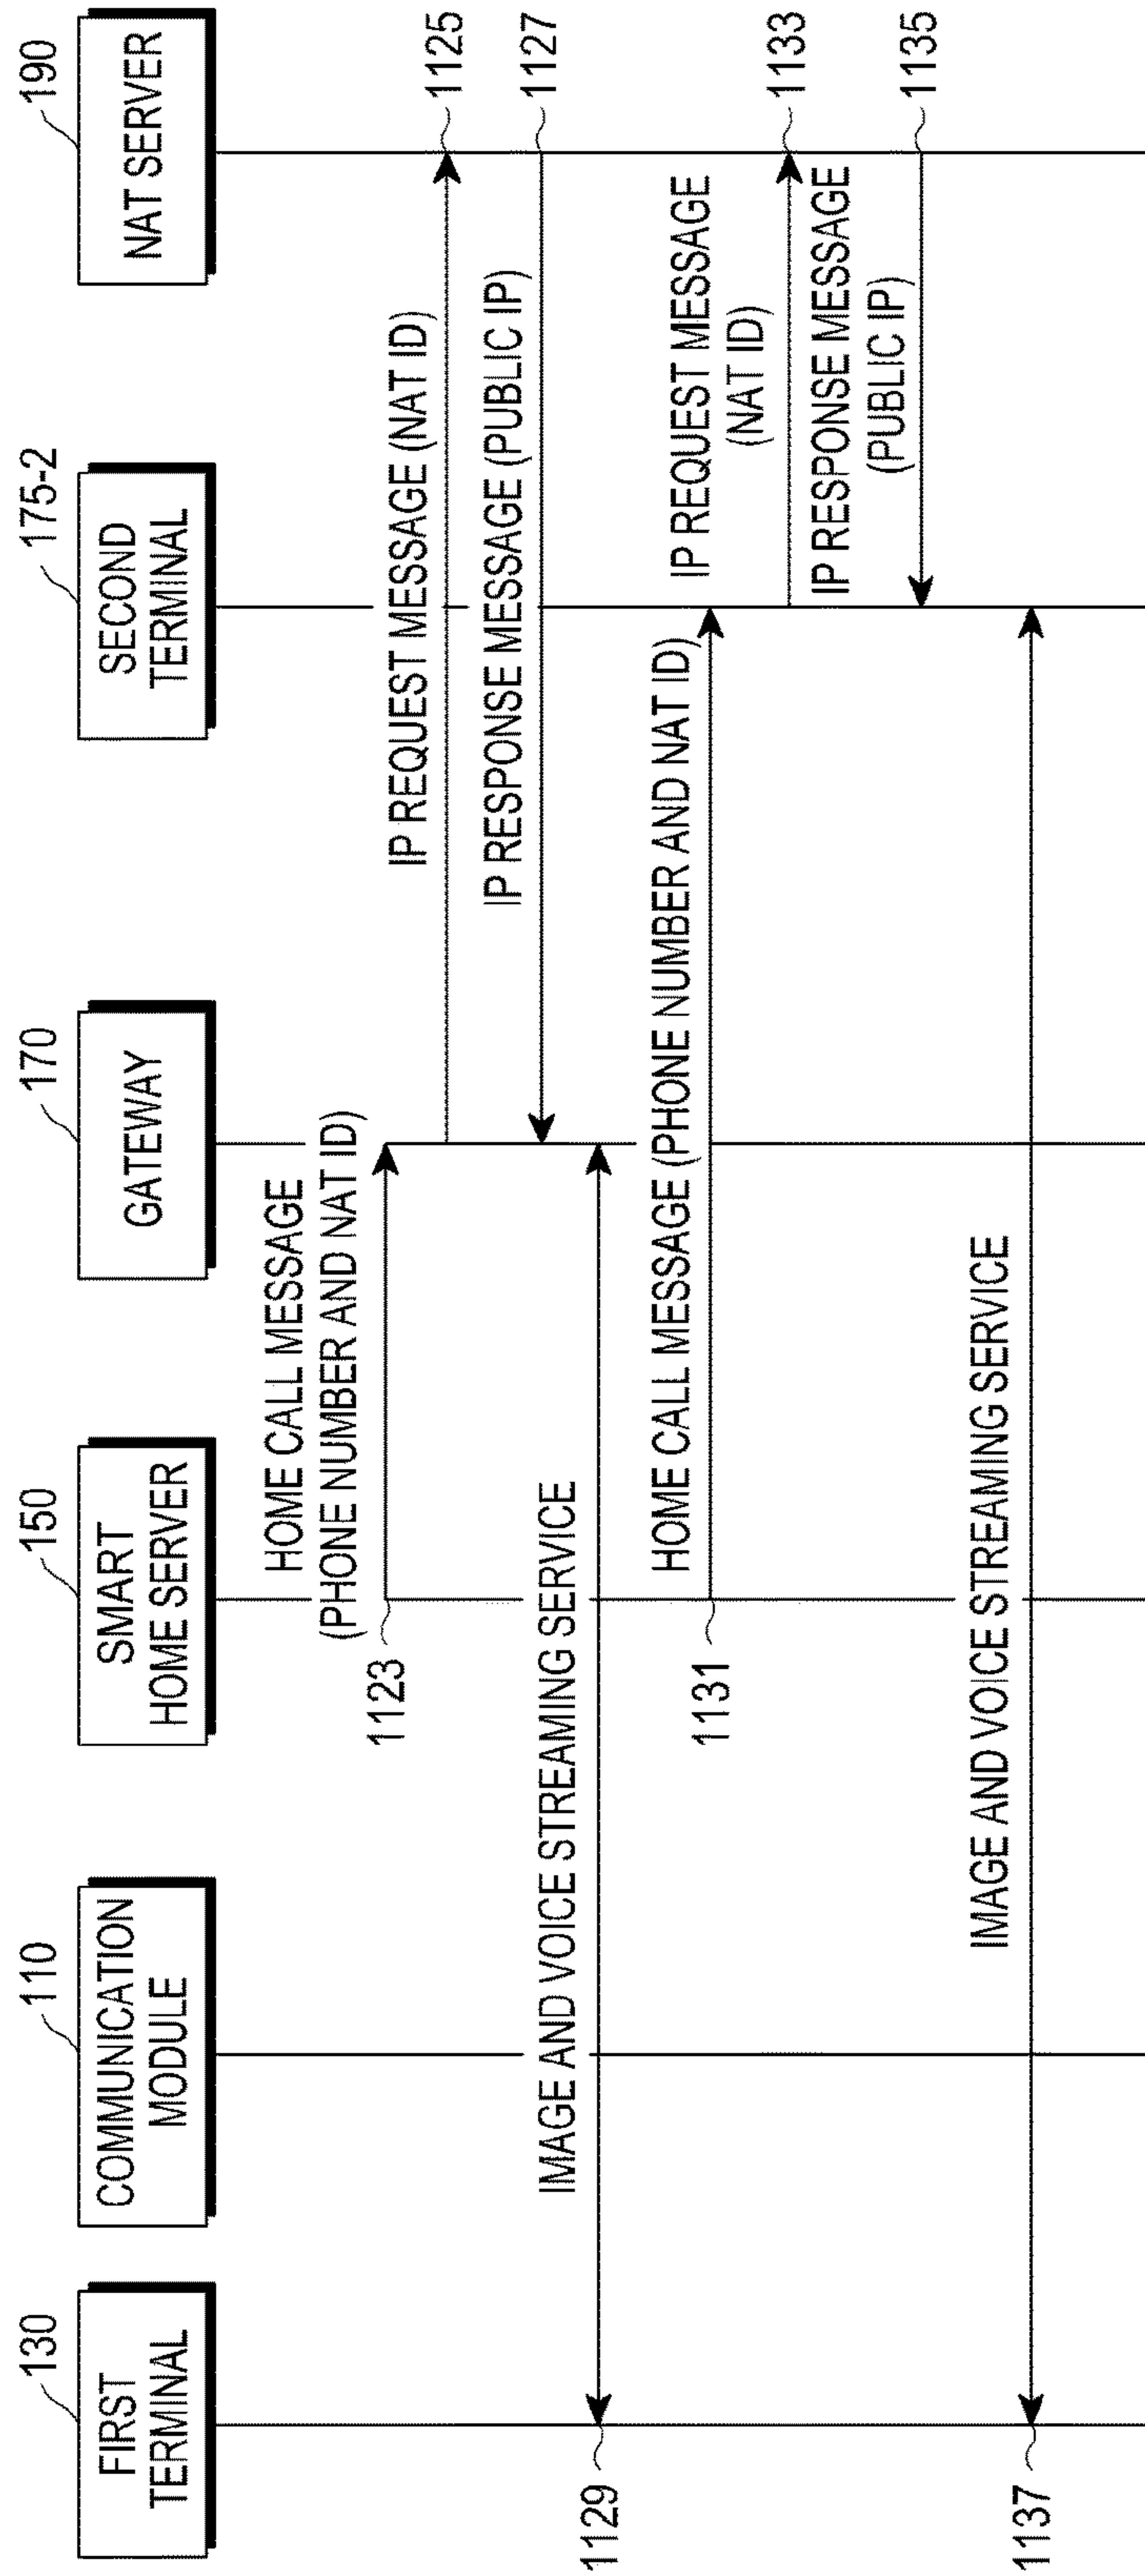 130
FIRST
TERMINAL
110
COMMUNICATION
MODULE
150
SMART
HOME SERVER
170
GATEWAY
175-2
SECOND
TERMINAL
190
NAT SERVER
HOME CALL MESSAGE
(PHONE NUMBER AND NAT ID)
1123
IP REQUEST MESSAGE (NAT ID)
1125
IP RESPONSE MESSAGE (PUBLIC IP)
1127
IMAGE AND VOICE STREAMING SERVICE
1129
HOME CALL MESSAGE (PHONE NUMBER AND NAT ID)
1131
IP REQUEST MESSAGE
(NAT ID)
1133
IP RESPONSE MESSAGE
(PUBLIC IP)
1135
IMAGE AND VOICE STREAMING SERVICE
1137